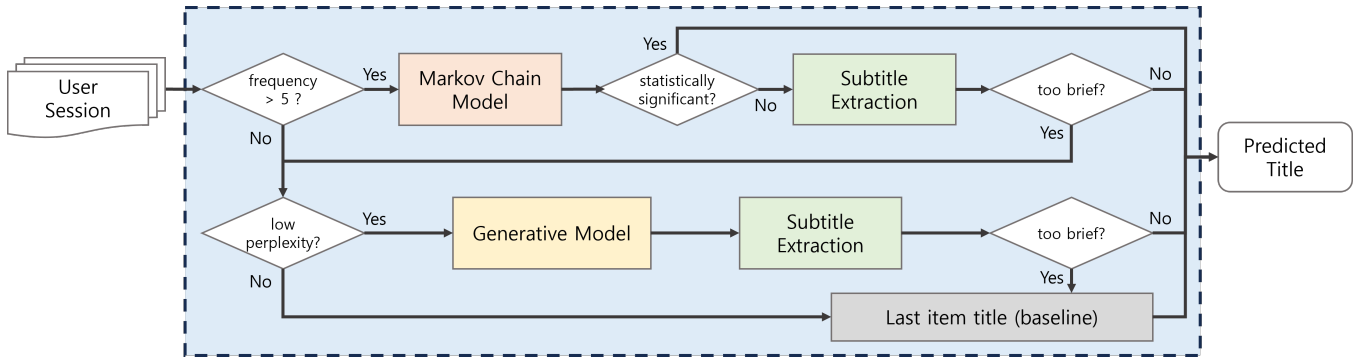 User
Session
frequency
> 5 ?
Yes
No
Markov Chain
Model
Yes
statistically
significant?
No
Subtitle
Extraction
too brief?
No
Yes
Predicted
Title
low
perplexity?
Yes
No
Generative Model
Subtitle
Extraction
too brief?
No
Yes
Last item title (baseline)